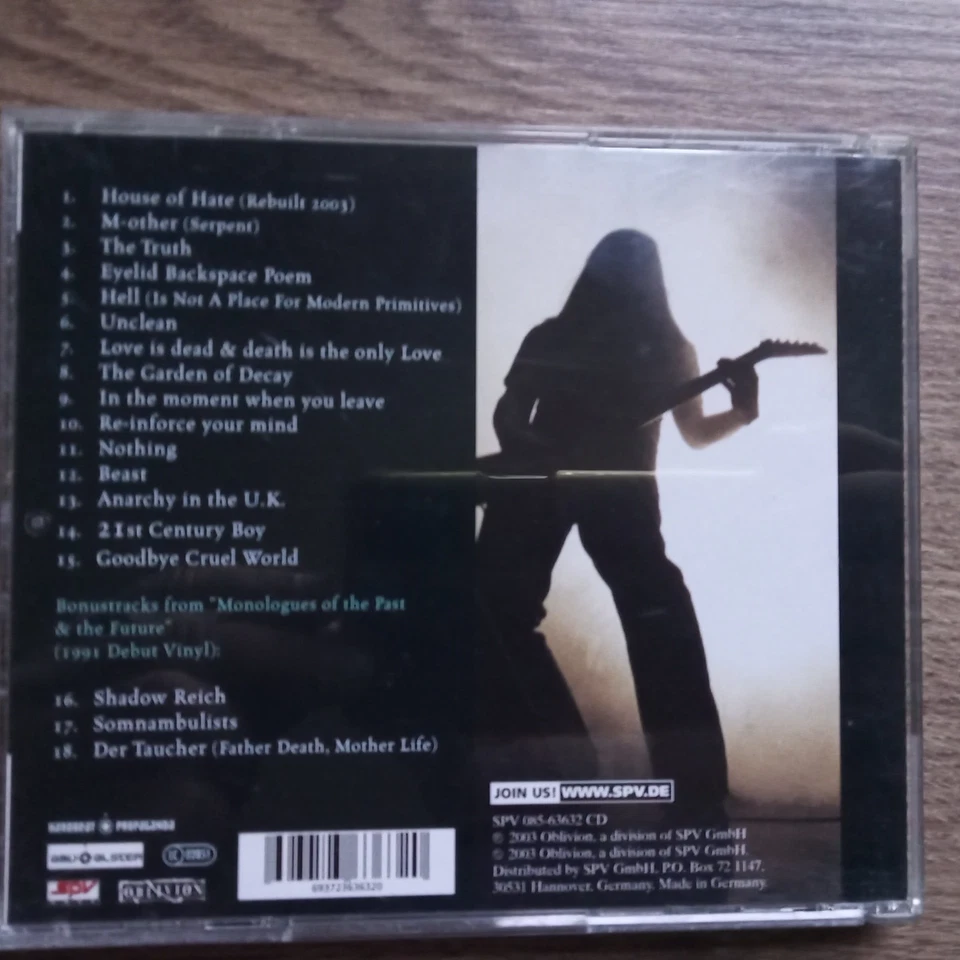 1. House of Hate (Rebuilt 2003)
2. M-other (Serpent)
3. The Truth
4. Eyelid Backspace Poem
5. Hell (Is Not A Place For Modern Primitives)
6. Unclean
7. Love is dead & death is the only Love
8. The Garden of Decay
9. In the moment when you leave
10. Re-inforce your mind
11. Nothing
12. Beast
13. Anarchy in the U.K.
14. 21st Century Boy
15. Goodbye Cruel World
Bonustracks from "Monologues of the Past
& the Future"
(1991 Debut Vinyl):
16. Shadow Reich
17. Somnambulists
18. Der Taucher (Father Death, Mother Life)
PROPAGANDA
SPV OBLIVION
693723636320
JOIN US! WWW.SPV.DE
SPV 085-63632 CD
℗ 2003 Oblivion, a division of SPV GmbH
© 2003 Oblivion, a division of SPV GmbH.
Distributed by SPV GmbH, P.O. Box 72 1147,
30531 Hannover, Germany. Made in Germany.